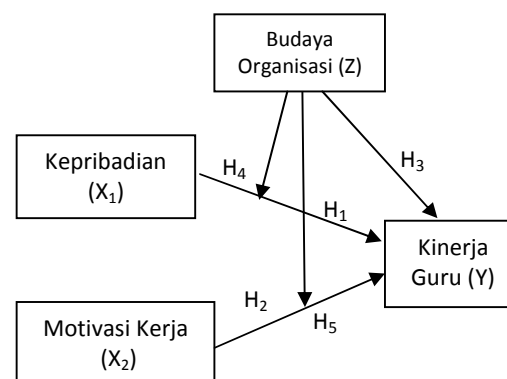 Budaya
Organisasi (Z)
H3
Kepribadian
(X1)
H4
H1
Kinerja
Guru (Y)
H2
H5
Motivasi Kerja
(X2)